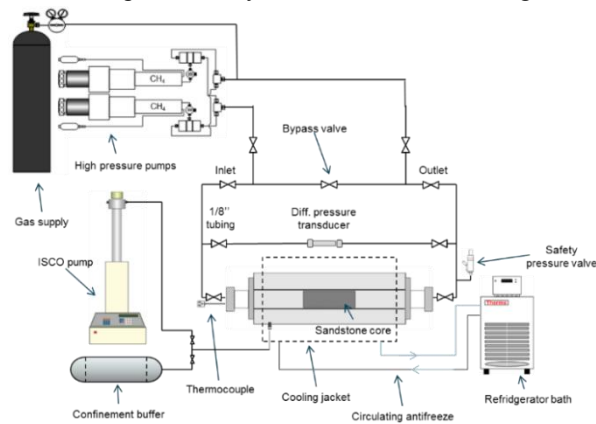 CH4
CH4
High pressure pumps
Gas supply
Bypass valve
Inlet
Outlet
1/8" tubing
Diff. pressure
transducer
Safety
pressure valve
ISCO pump
Thermo
Sandstone core
Thermocouple
Cooling jacket
Refridgerator bath
Confinement buffer
Circulating antifreeze